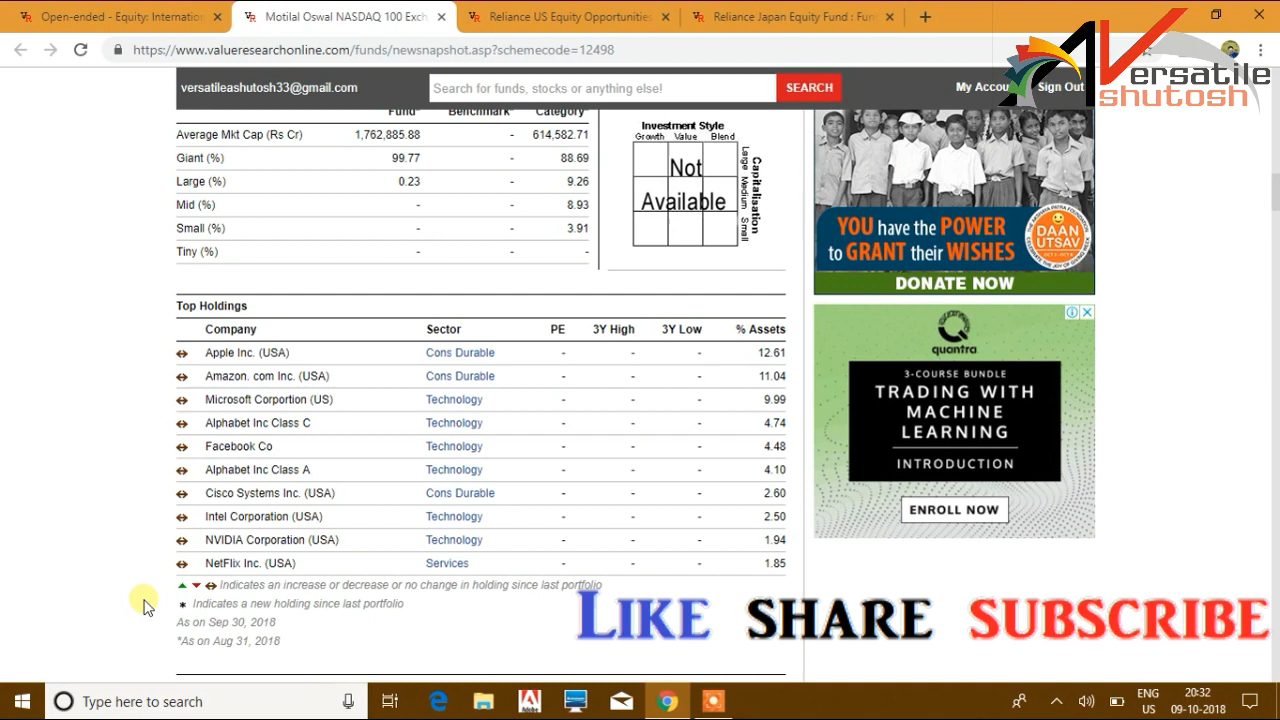 Open-ended - Equity: Internation
Motilal Oswal NASDAQ 100 Exch
Reliance US Equity Opportunities
Reliance Japan Equity Fund : Fun
https://www.valueresearchonline.com/funds/newsnapshot.asp?schemecode=12498
Versatile
Ashutosh
versatileashutosh33@gmail.com
Search for funds, stocks or anything else!
SEARCH
My Accou
Sign Out
Fund Benchmark* Category*
Average Mkt Cap (Rs Cr) 1,762,885.88 - 614,582.71
Giant (%) 99.77 - 88.69
Large (%) 0.23 - 9.26
Mid (%) - - 8.93
Small (%) - - 3.91
Tiny (%) - - -
Investment Style
Growth Value Blend
Not
Available
Large Medium Small
Capitalisation
YOU have the POWER
to GRANT their WISHES
DAAN
UTSAV
DONATE NOW
Top Holdings
Company Sector PE 3Y High 3Y Low % Assets
Apple Inc. (USA) Cons Durable - - - 12.61
Amazon. com Inc. (USA) Cons Durable - - - 11.04
Microsoft Corportion (US) Technology - - - 9.99
Alphabet Inc Class C Technology - - - 4.74
Facebook Co Technology - - - 4.48
Alphabet Inc Class A Technology - - - 4.10
Cisco Systems Inc. (USA) Cons Durable - - - 2.60
Intel Corporation (USA) Technology - - - 2.50
NVIDIA Corporation (USA) Technology - - - 1.94
NetFlix Inc. (USA) Services - - - 1.85
Indicates an increase or decrease or no change in holding since last portfolio
* Indicates a new holding since last portfolio
As on Sep 30, 2018
*As on Aug 31, 2018
quantra
3-COURSE BUNDLE
TRADING WITH
MACHINE
LEARNING
INTRODUCTION
ENROLL NOW
LIKE SHARE SUBSCRIBE
Type here to search
ENG
US
20:32
09-10-2018